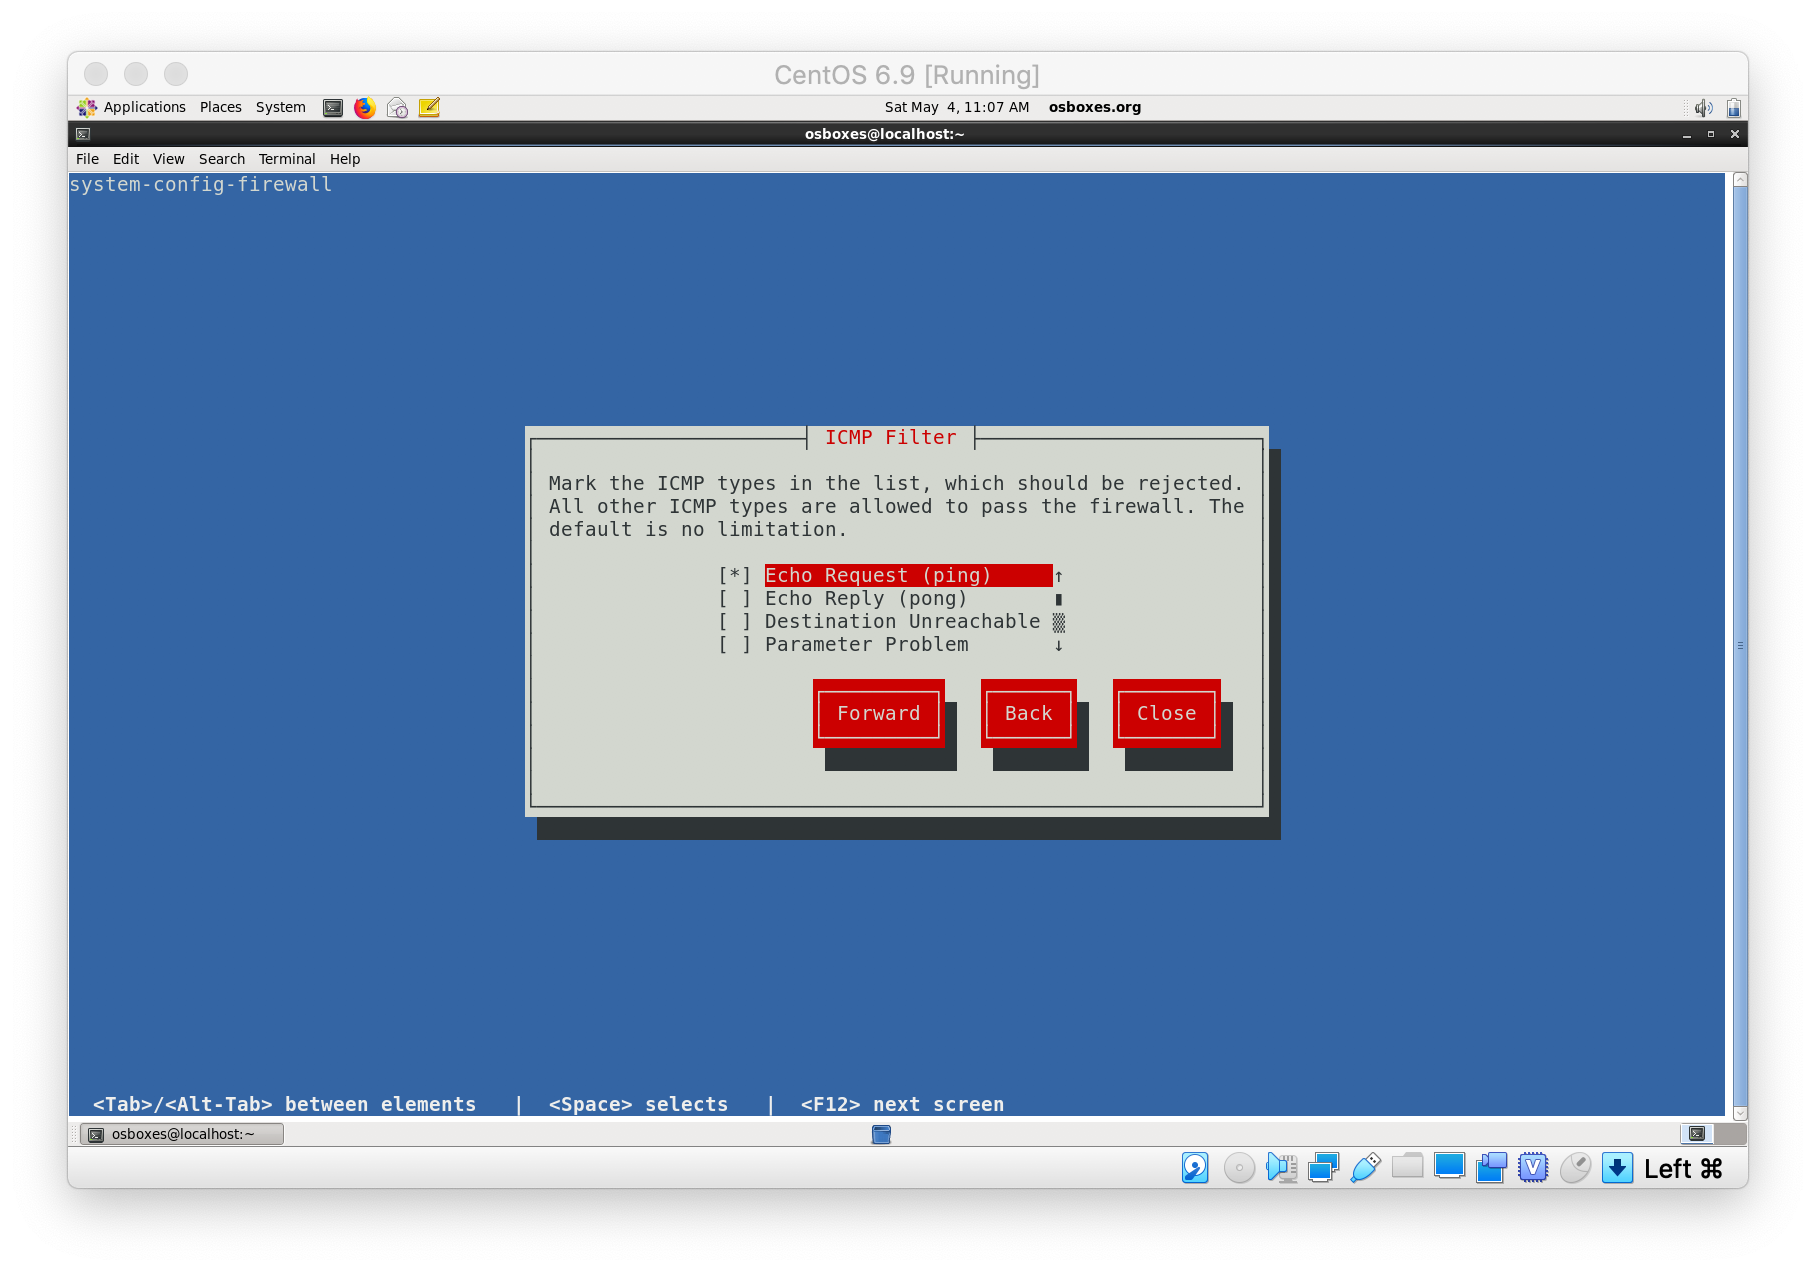 CentOS 6.9 [Running]
Applications Places System Sat May 4, 11:07 AM osboxes.org
osboxes@localhost:~
File Edit View Search Terminal Help
system-config-firewall
ICMP Filter
Mark the ICMP types in the list, which should be rejected.
All other ICMP types are allowed to pass the firewall. The
default is no limitation.
[*] Echo Request (ping) ↑
[ ] Echo Reply (pong)
[ ] Destination Unreachable
[ ] Parameter Problem ↓
Forward Back Close
<Tab>/<Alt-Tab> between elements | <Space> selects | <F12> next screen
osboxes@localhost:~
Left ⌘